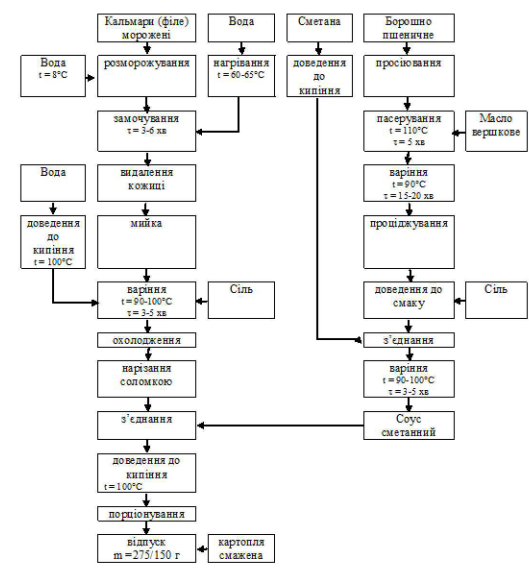 Кальмари (філе)
морожені
Вода
Сметана
Борошно
пшеничне
Вода
t = 8°C
розморожування
нагрівання
t = 60-65°C
доведення
до
кипіння
просіювання
замочування
τ = 3-6 хв
пасерування
t = 110°C
τ = 5 хв
Масло
вершкове
Вода
видалення
кожиці
варіння
t = 90°C
τ = 15-20 хв
доведення
до
кипіння
t = 100°C
мийка
проціджування
варіння
t = 90-100°C
τ = 3-5 хв
Сіль
доведення до
смаку
Сіль
охолодження
з’єднання
нарізання
соломкою
варіння
t = 90-100°C
τ = 3-5 хв
з’єднання
Соус
сметанний
доведення до
кипіння
t = 100°C
порціонування
відпуск
m = 275/150 г
картопля
смажена